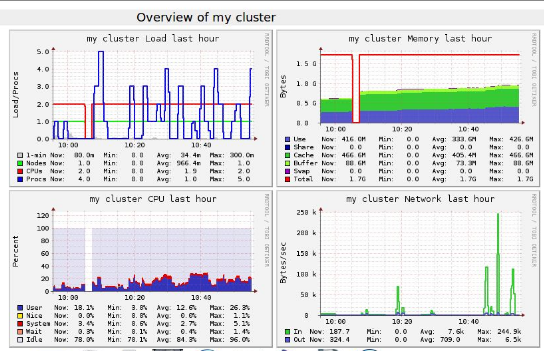 Overview of my cluster
my cluster Load last hour
Load/Procs
5.0
4.0
3.0
2.0
1.0
0.0
10:00 10:20 10:40
1-min Now: 80.0m Min: 0.0 Avg: 34.4m Max: 300.0m
Nodes Now: 1.0 Min: 0.0 Avg: 966.4m Max: 1.0
CPUs Now: 2.0 Min: 0.0 Avg: 1.9 Max: 2.0
Procs Now: 4.0 Min: 0.0 Avg: 1.0 Max: 5.0
my cluster Memory last hour
Bytes
1.5 G
1.0 G
0.5 G
0.0
10:00 10:20 10:40
Use Now: 416.0M Min: 0.0 Avg: 333.6M Max: 426.6M
Share Now: 0.0 Min: 0.0 Avg: 0.0 Max: 0.0
Cache Now: 466.6M Min: 0.0 Avg: 405.4M Max: 466.6M
Buffer Now: 88.6M Min: 0.0 Avg: 73.3M Max: 88.6M
Swap Now: 0.0 Min: 0.0 Avg: 0.0 Max: 0.0
Total Now: 1.7G Min: 0.0 Avg: 1.7G Max: 1.7G
my cluster CPU last hour
Percent
120
100
80
60
40
20
0
10:00 10:20 10:40
User Now: 18.1% Min: Avg: 12.6% Max: 26.3%
Nice Now: 0.0% Min: 0.0% Avg: 0.0% Max: 1.1%
System Now: 3.4% Min: 0.6% Avg: 2.7% Max: 5.1%
Wait Now: 0.3% Min: 0.1% Avg: 0.4% Max: 1.4%
Idle Now: 78.0% Min: 70.1% Avg: 84.3% Max: 96.0%
my cluster Network last hour
Bytes/sec
250 k
200 k
150 k
100 k
50 k
0
10:00 10:20 10:40
In Now: 187.7 Min: 0.0 Avg: 7.6k Max: 244.9k
Out Now: 324.4 Min: 0.0 Avg: 709.0 Max: 6.5k